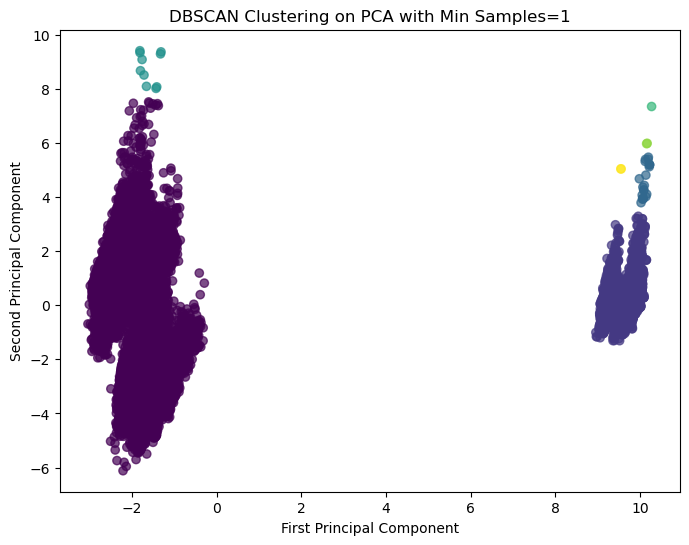 DBSCAN Clustering on PCA with Min Samples=1
10
8
6
4
2
0
−2
−4
−6
Second Principal Component
−2 0 2 4 6 8 10
First Principal Component